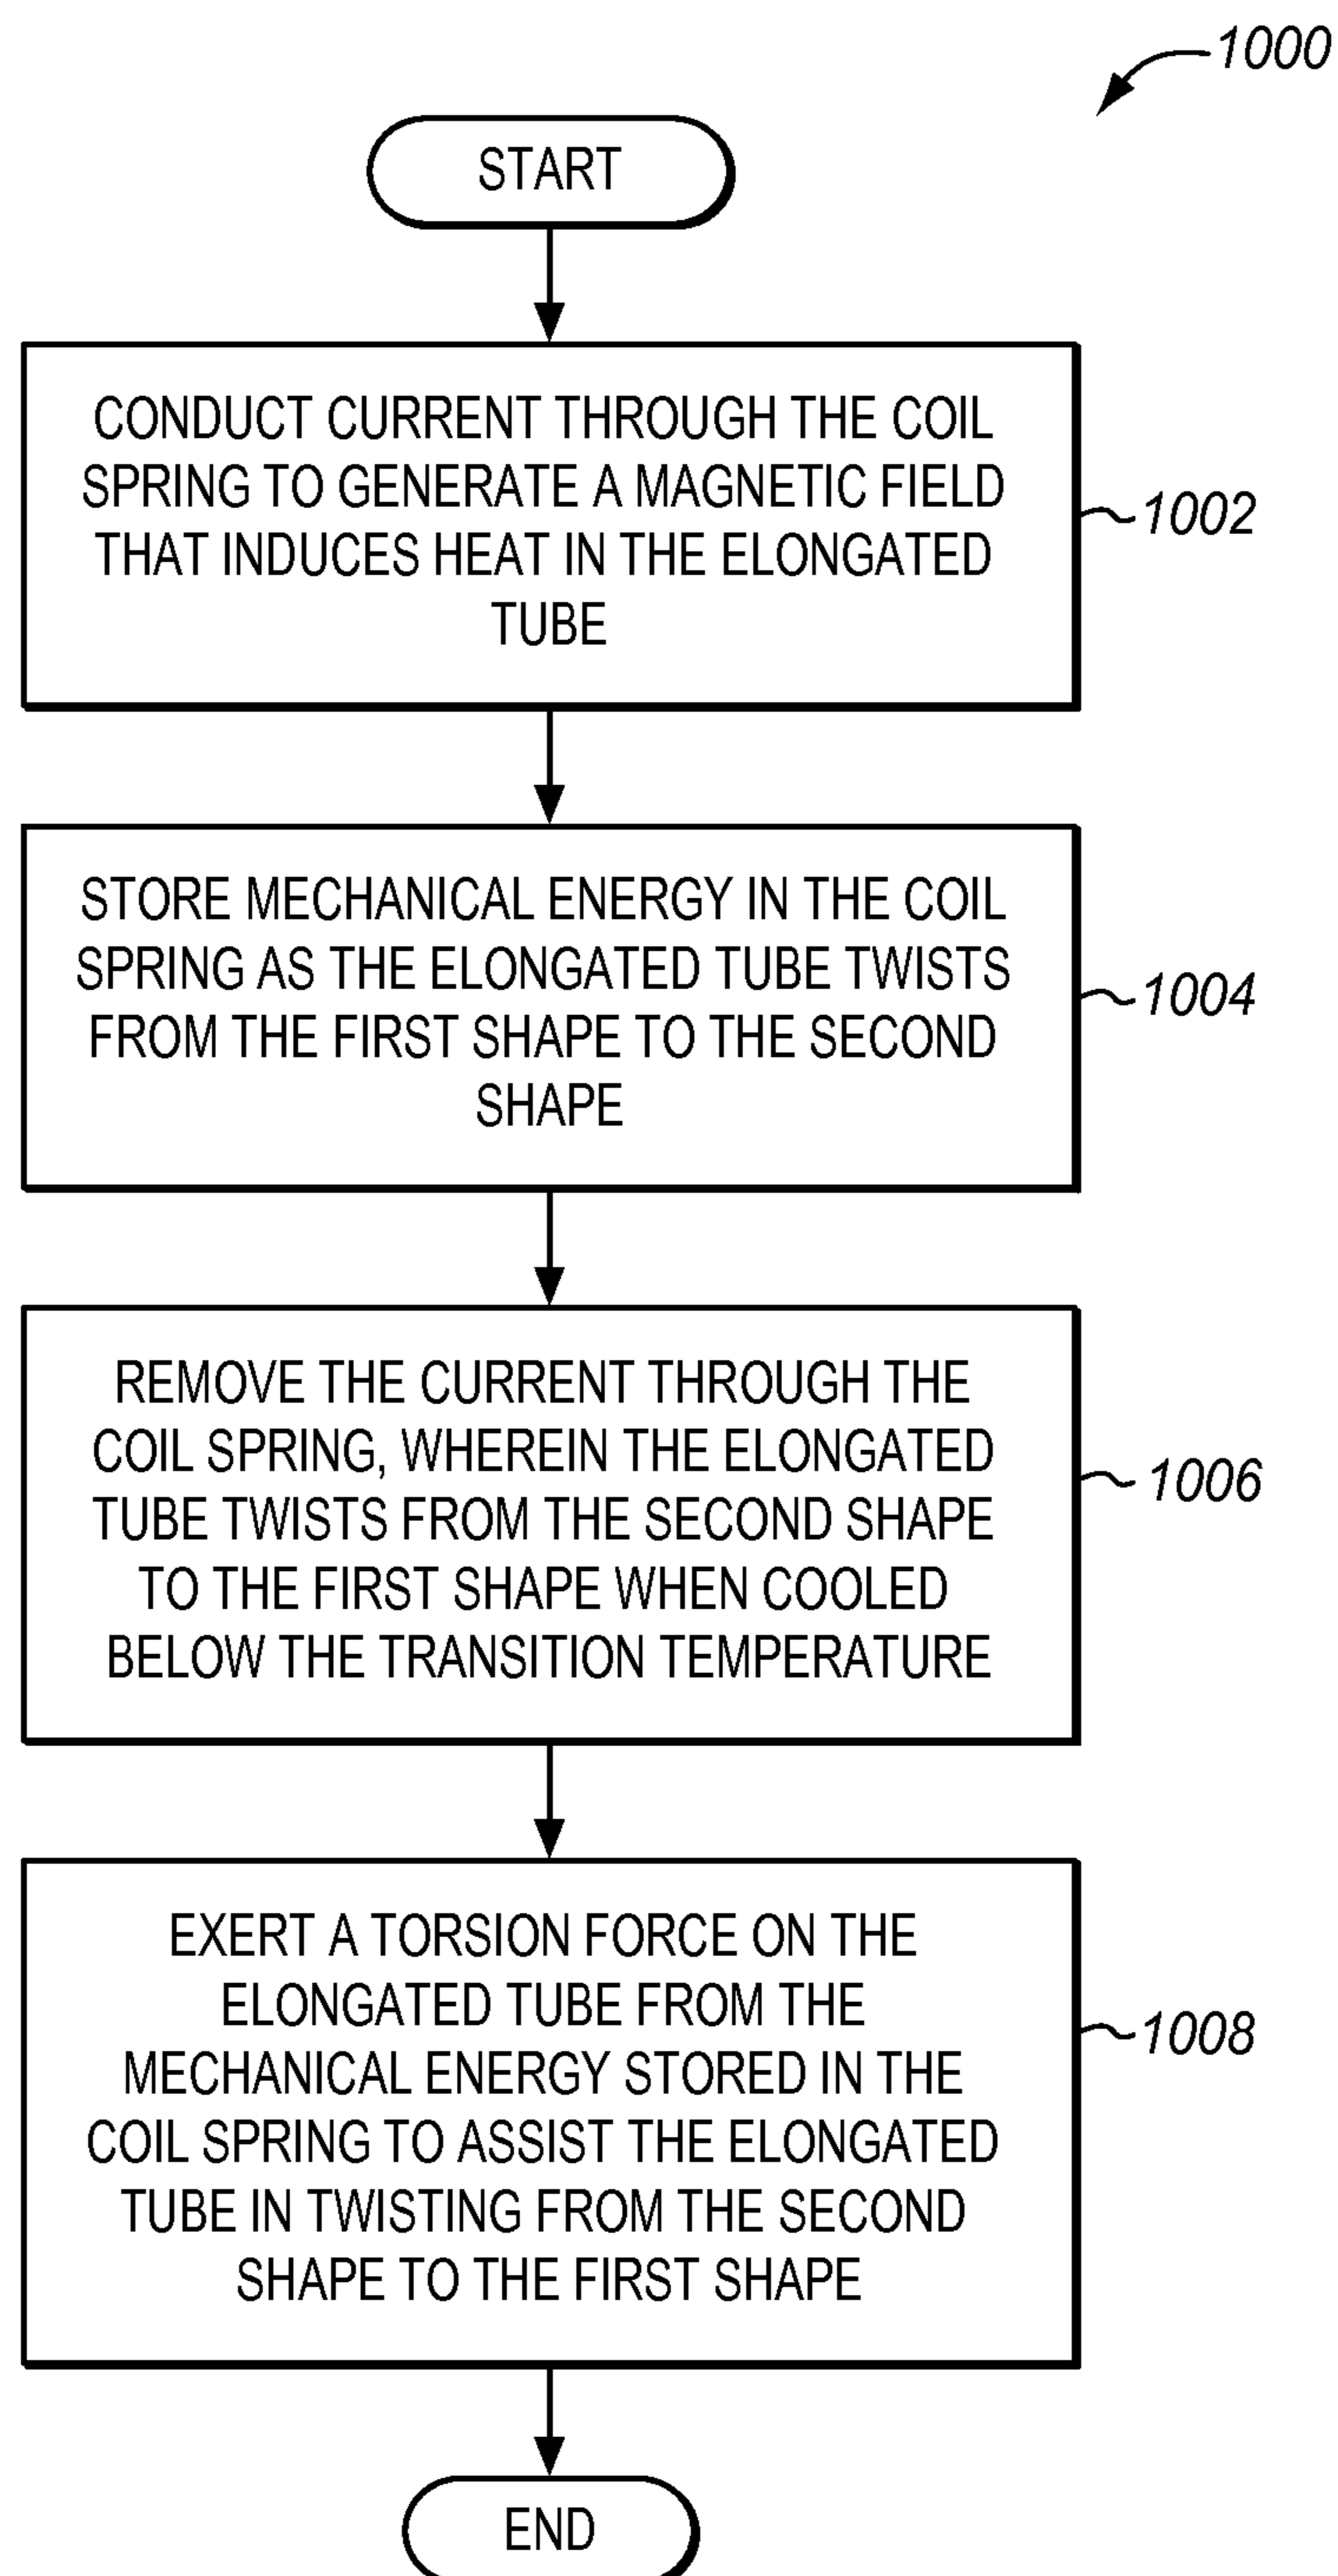 1000
START
CONDUCT CURRENT THROUGH THE COIL
SPRING TO GENERATE A MAGNETIC FIELD
THAT INDUCES HEAT IN THE ELONGATED
TUBE
1002
STORE MECHANICAL ENERGY IN THE COIL
SPRING AS THE ELONGATED TUBE TWISTS
FROM THE FIRST SHAPE TO THE SECOND
SHAPE
1004
REMOVE THE CURRENT THROUGH THE
COIL SPRING, WHEREIN THE ELONGATED
TUBE TWISTS FROM THE SECOND SHAPE
TO THE FIRST SHAPE WHEN COOLED
BELOW THE TRANSITION TEMPERATURE
1006
EXERT A TORSION FORCE ON THE
ELONGATED TUBE FROM THE
MECHANICAL ENERGY STORED IN THE
COIL SPRING TO ASSIST THE ELONGATED
TUBE IN TWISTING FROM THE SECOND
SHAPE TO THE FIRST SHAPE
1008
END